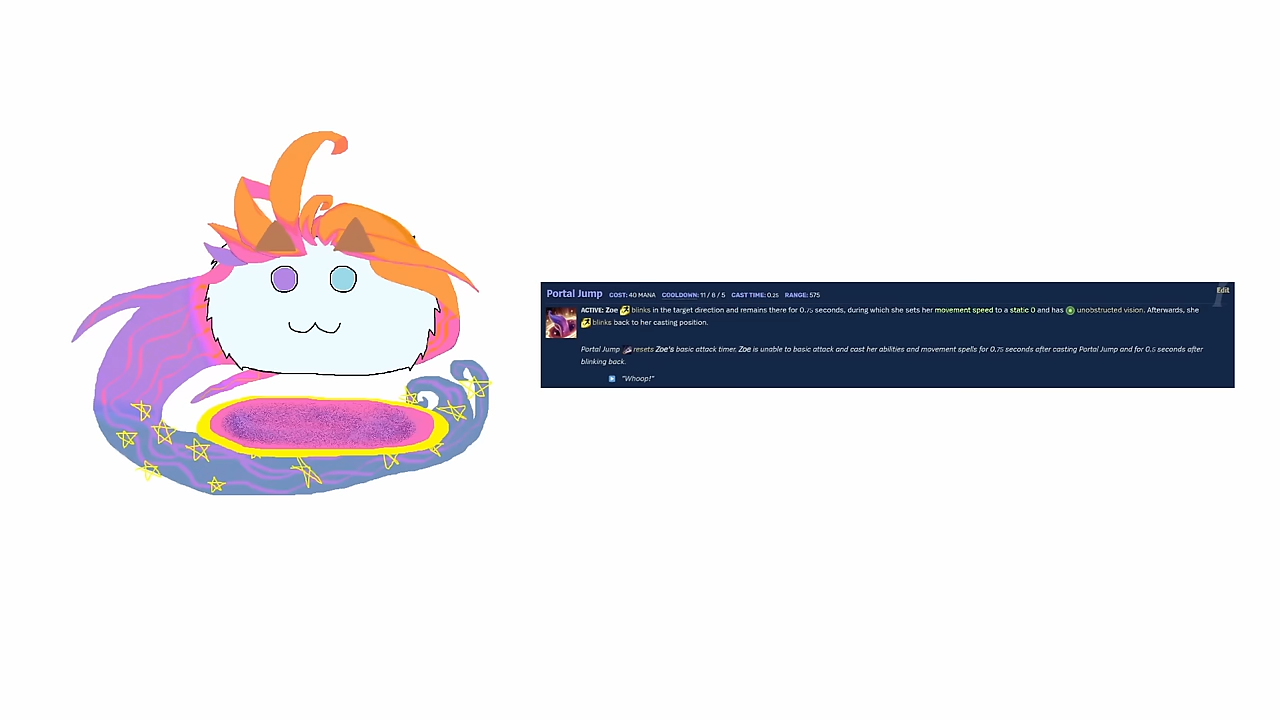 Portal Jump COST: 40 MANA COOLDOWN: 11 / 8 / 5 CAST TIME: 0.25 RANGE: 575 Edit
ACTIVE: Zoe blinks in the target direction and remains there for 0.75 seconds, during which she sets her movement speed to a static 0 and has unobstructed vision. Afterwards, she
blinks back to her casting position.
Portal Jump resets Zoe's basic attack timer. Zoe is unable to basic attack and cast her abilities and movement spells for 0.75 seconds after casting Portal Jump and for 0.5 seconds after
blinking back.
"Whoop!"